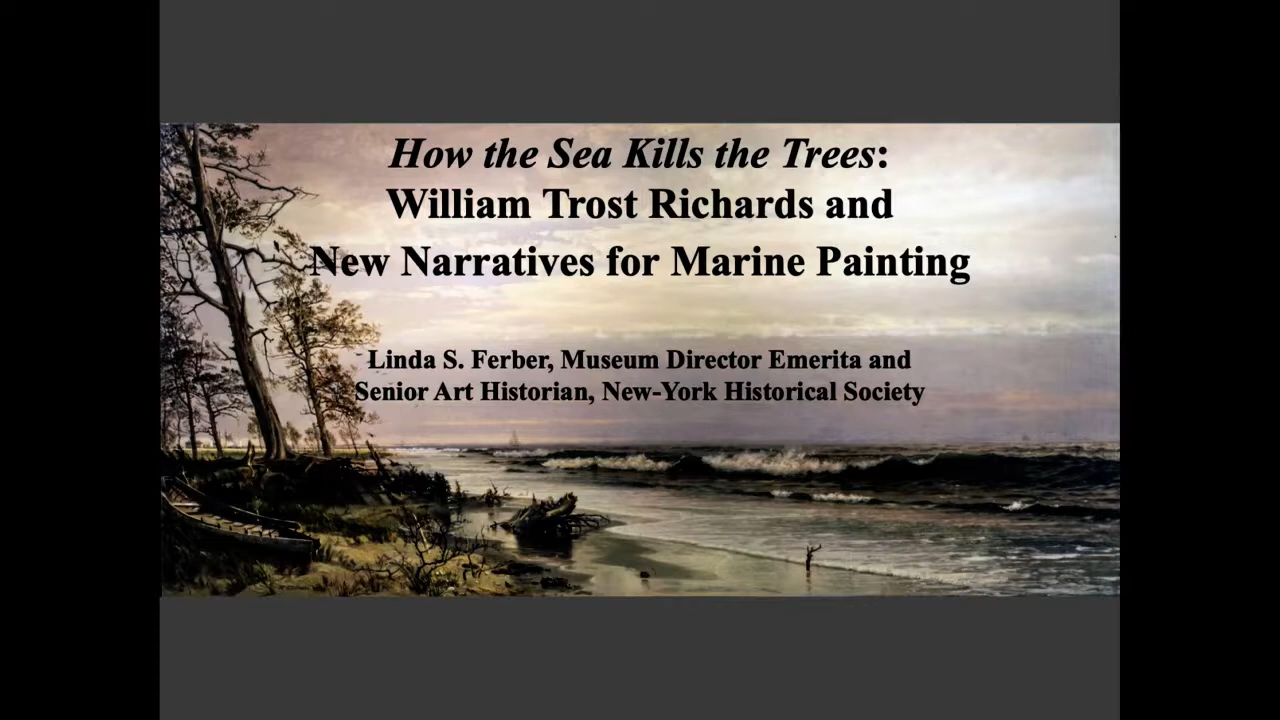 How the Sea Kills the Trees:
William Trost Richards and
New Narratives for Marine Painting
Linda S. Ferber, Museum Director Emerita and
Senior Art Historian, New-York Historical Society